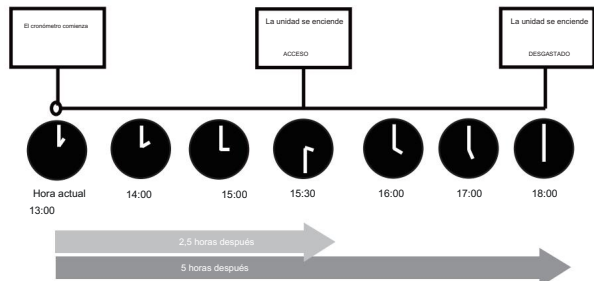 El cronómetro comienza
La unidad se enciende
ACCESO
La unidad se enciende
DESGASTADO
Hora actual
13:00
14:00
15:00
15:30
16:00
17:00
18:00
2,5 horas después
5 horas después